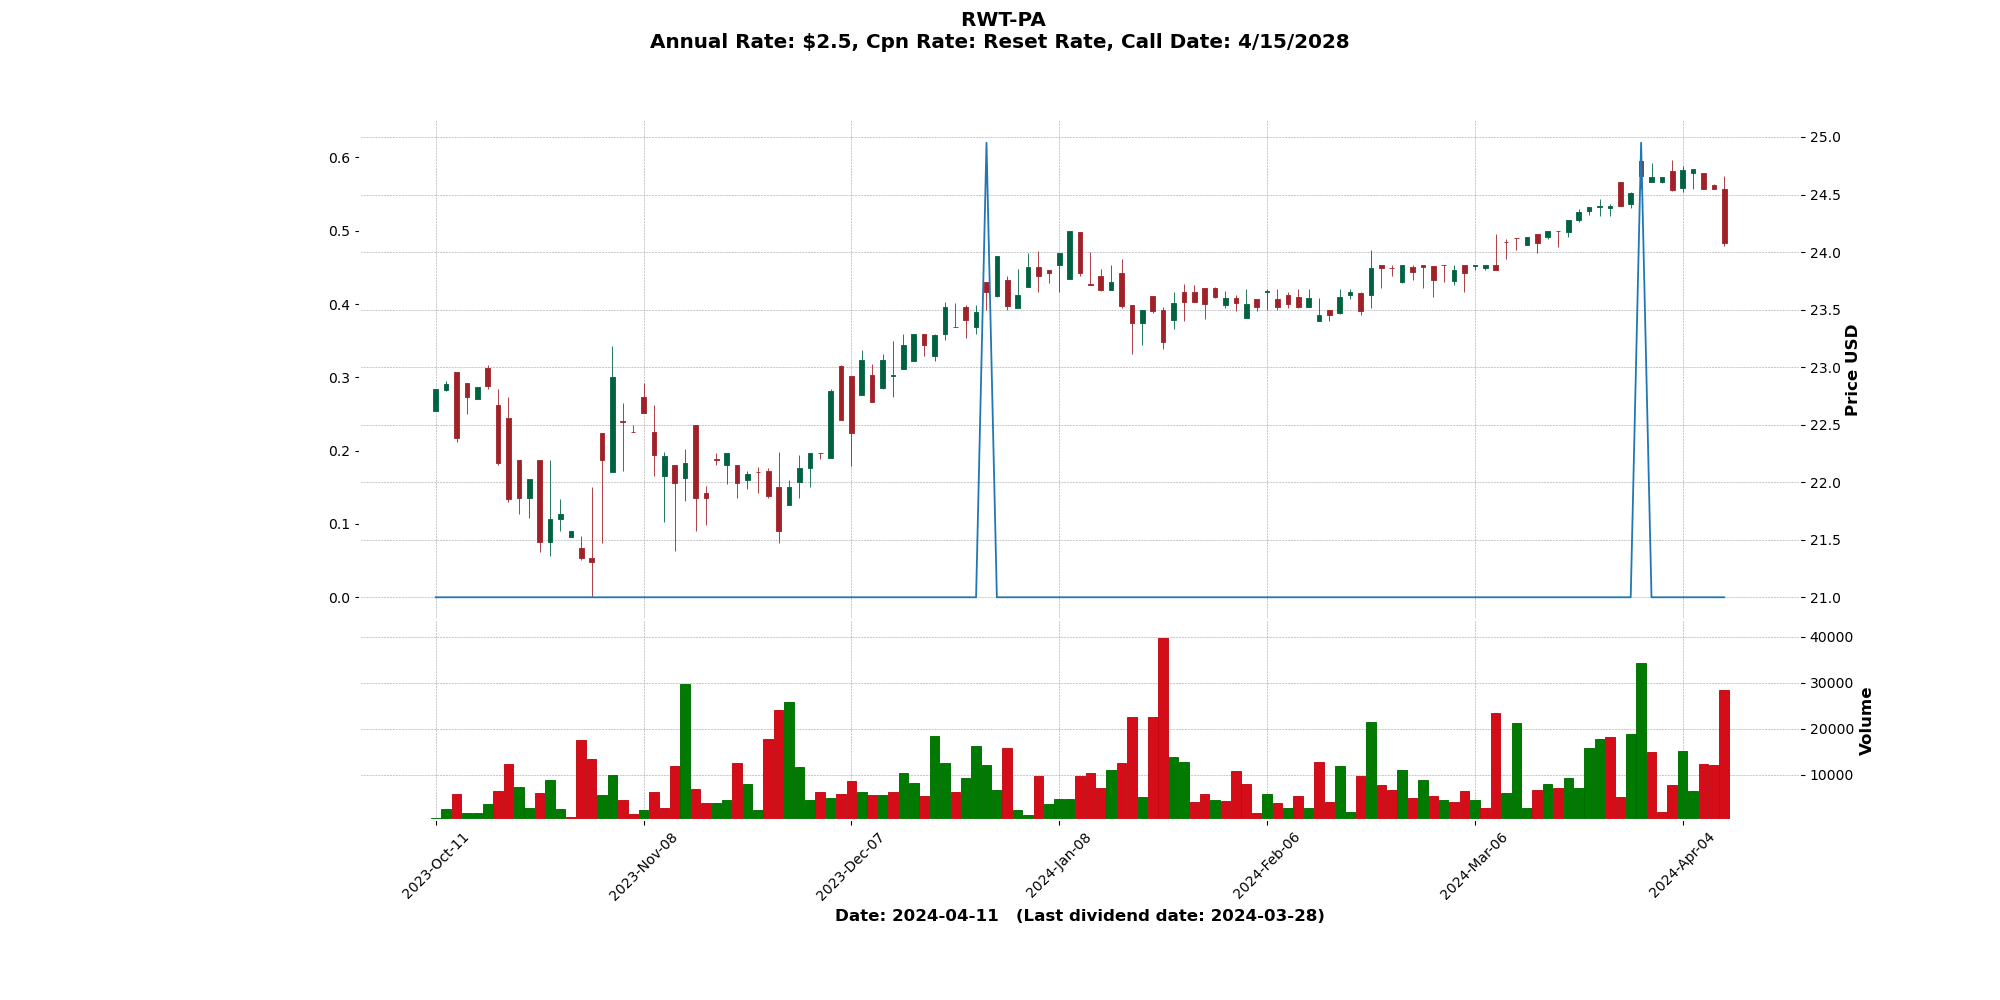 RWT-PA
Annual Rate: $2.5, Cpn Rate: Reset Rate, Call Date: 4/15/2028
0.6
0.5
0.4
0.3
0.2
0.1
0.0
25.0
24.5
24.0
23.5
23.0
22.5
22.0
21.5
21.0
Price USD
40000
30000
20000
10000
Volume
2023-Oct-11
2023-Nov-08
2023-Dec-07
2024-Jan-08
2024-Feb-06
2024-Mar-06
2024-Apr-04
Date: 2024-04-11 (Last dividend date: 2024-03-28)